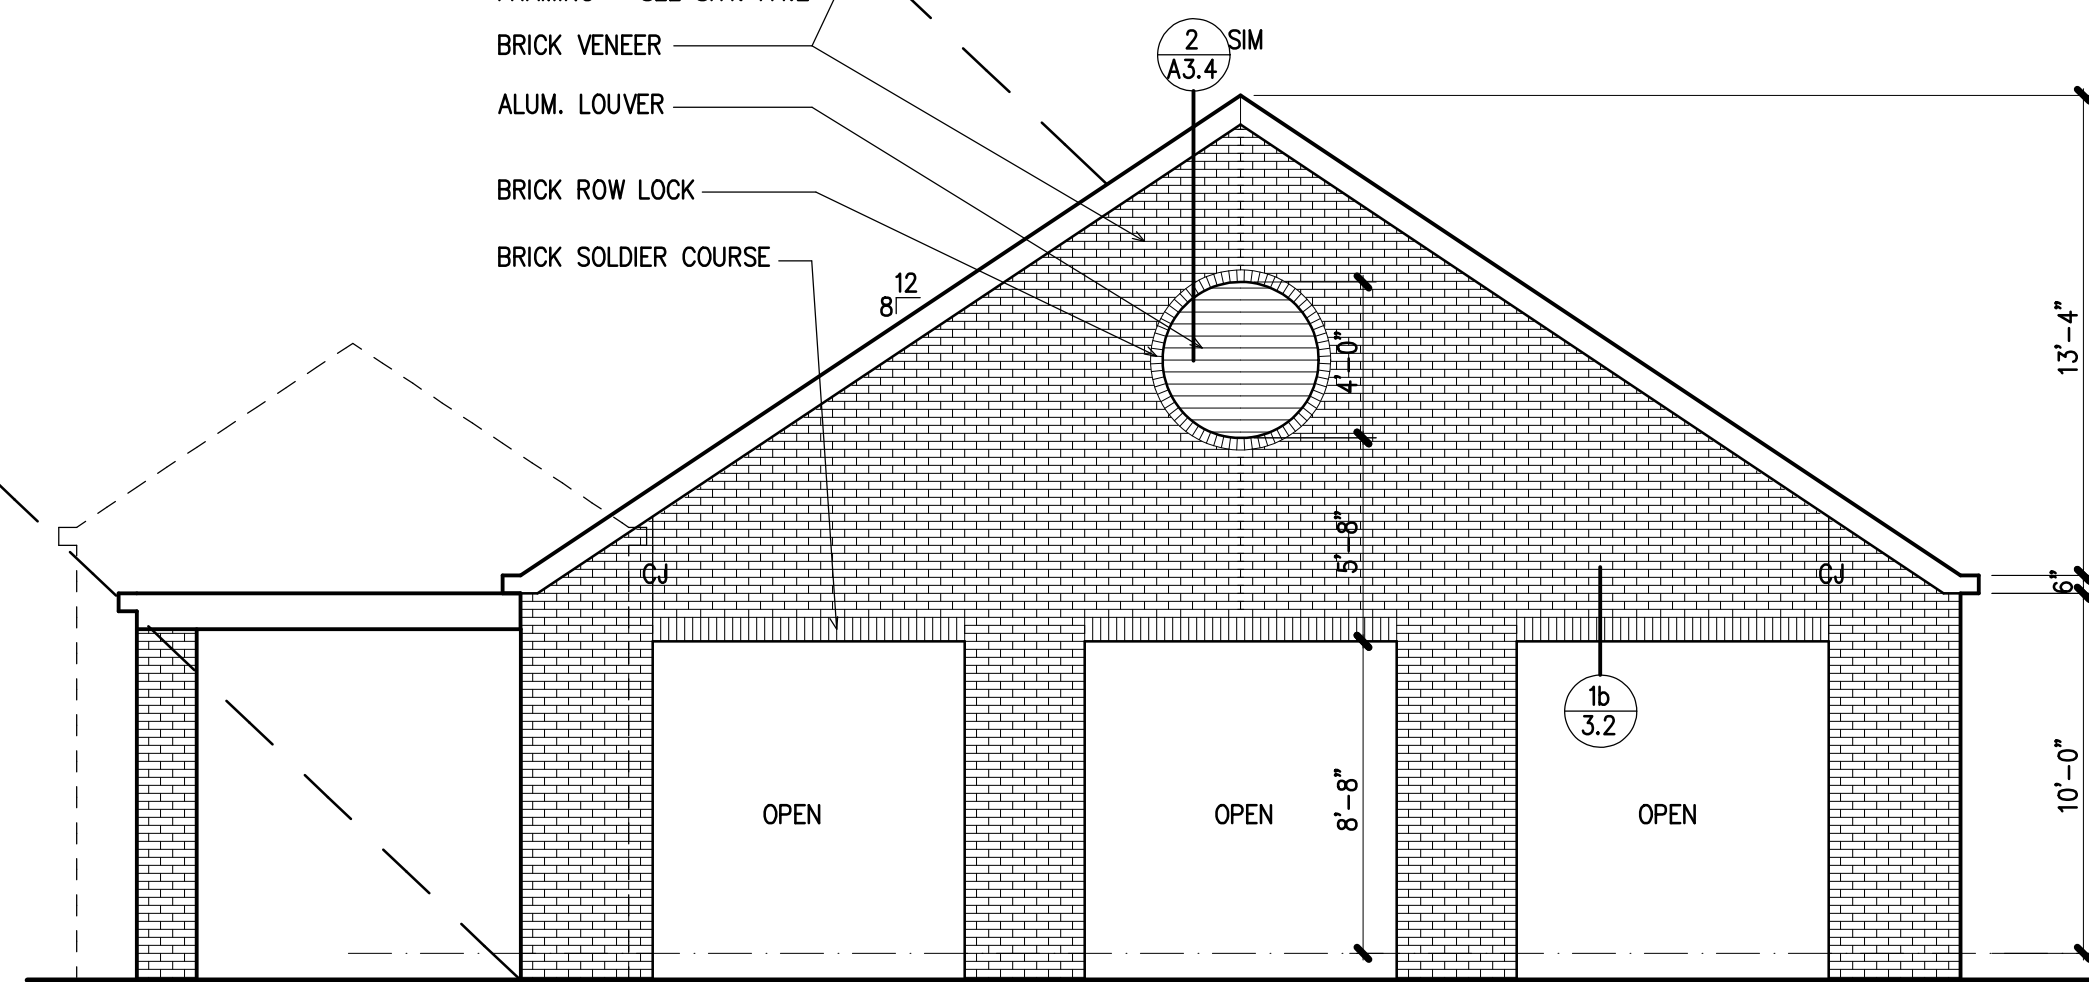 BRICK VENEER
2
SIM
A3.4
ALUM. LOUVER
BRICK ROW LOCK
BRICK SOLDIER COURSE
12
8
13'-4"
4'-0"
5'-8"
CJ
CJ
6"
1b
3.2
10'-0"
8'-8"
OPEN
OPEN
OPEN